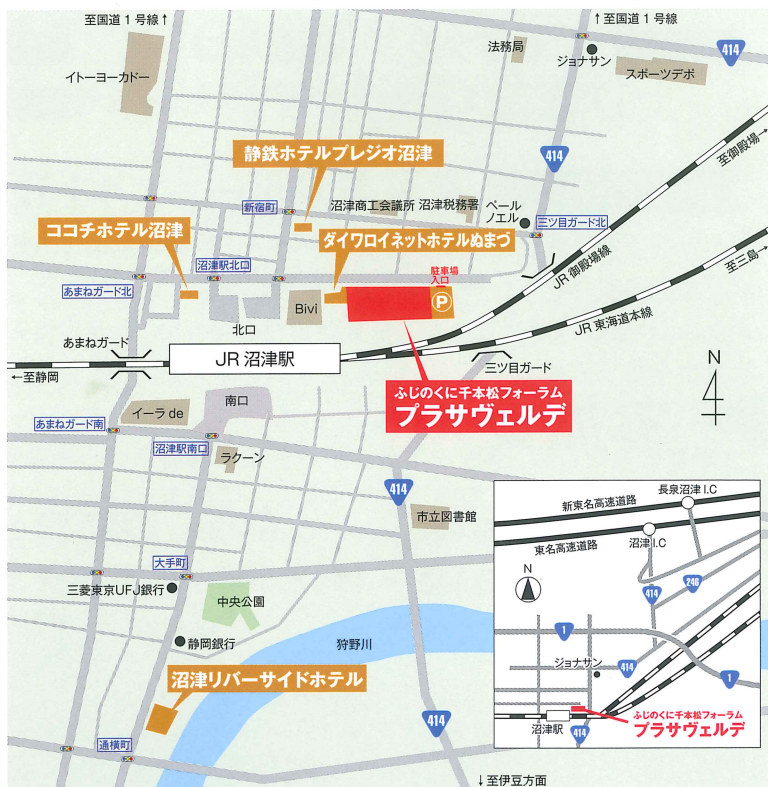 至国道1号線↑
↑至国道1号線
法務局
ジョナサン
414
イトーヨーカドー
スポーツデポ
静鉄ホテルプレジオ沼津
414
至御殿場→
新宿町
沼津商工会議所
沼津税務署
ペール
ノエル
三ツ目ガード北
ココチホテル沼津
ダイワロイネットホテルぬまづ
沼津駅北口
駐車場
入口
至三島→
JR 御殿場線
あまねガード北
Bivi
P
北口
JR 東海道本線
あまねガード
JR 沼津駅
三ツ目ガード
←至静岡
N
ふじのくに千本松フォーラム
プラサヴェルデ
イーラ de
南口
あまねガード南
沼津駅南口
ラクーン
414
市立図書館
大手町
三菱東京UFJ銀行
中央公園
静岡銀行
狩野川
沼津リバーサイドホテル
414
通横町
↓至伊豆方面
長泉沼津 I.C
新東名高速道路
東名高速道路
沼津 I.C
N
246
414
1
ジョナサン
414
1
ふじのくに千本松フォーラム
プラサヴェルデ
沼津駅
414